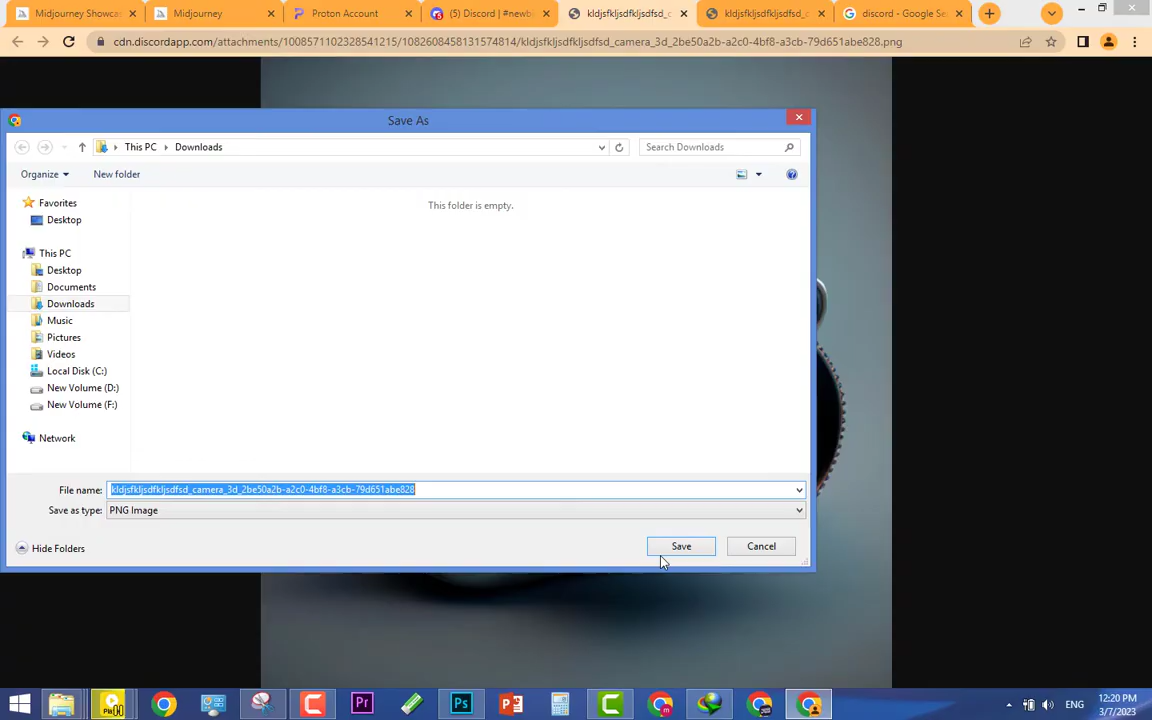 Midjourney Showcas
Midjourney
Proton Account
(5) Discord | #newb
kldjsfkljsdfkljsdfsd_c
kldjsfkljsdfkljsdfsd_c
discord - Google Se
cdn.discordapp.com/attachments/1008571102328541215/1082608458131574814/kldjsfkljsdfkljsdfsd_camera_3d_2be50a2b-a2c0-4bf8-a3cb-79d651abe828.png
Save As
This PC
Downloads
Search Downloads
Organize
New folder
Favorites
Desktop
This PC
Desktop
Documents
Downloads
Music
Pictures
Videos
Local Disk (C:)
New Volume (D:)
New Volume (F:)
Network
This folder is empty.
File name: kldjsfkljsdfkljsdfsd_camera_3d_2be50a2b-a2c0-4bf8-a3cb-79d651abe828
Save as type: PNG Image
Hide Folders
Save
Cancel
Pr
Ps
ENG
12:20 PM
3/7/2023